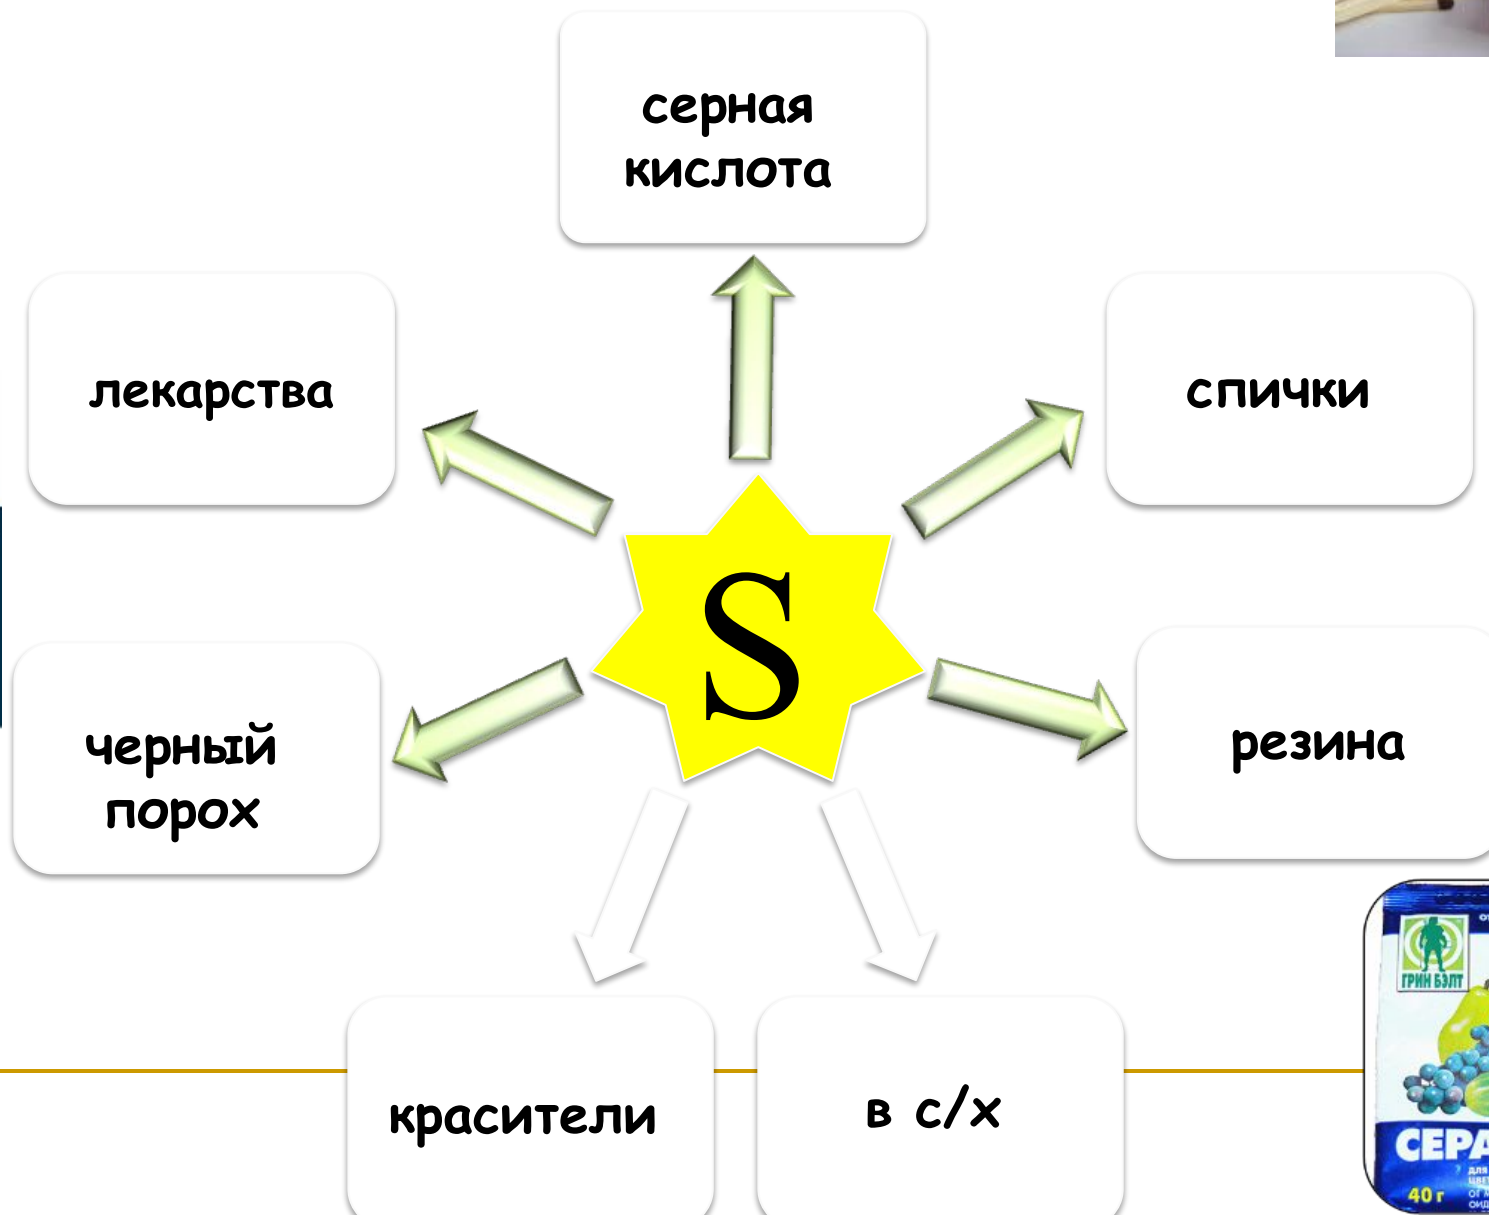 серная
кислота
лекарства
спички
S
черный
порох
резина
красители
в с/х
ГРИН БЭЛТ
СЕРА
40 г